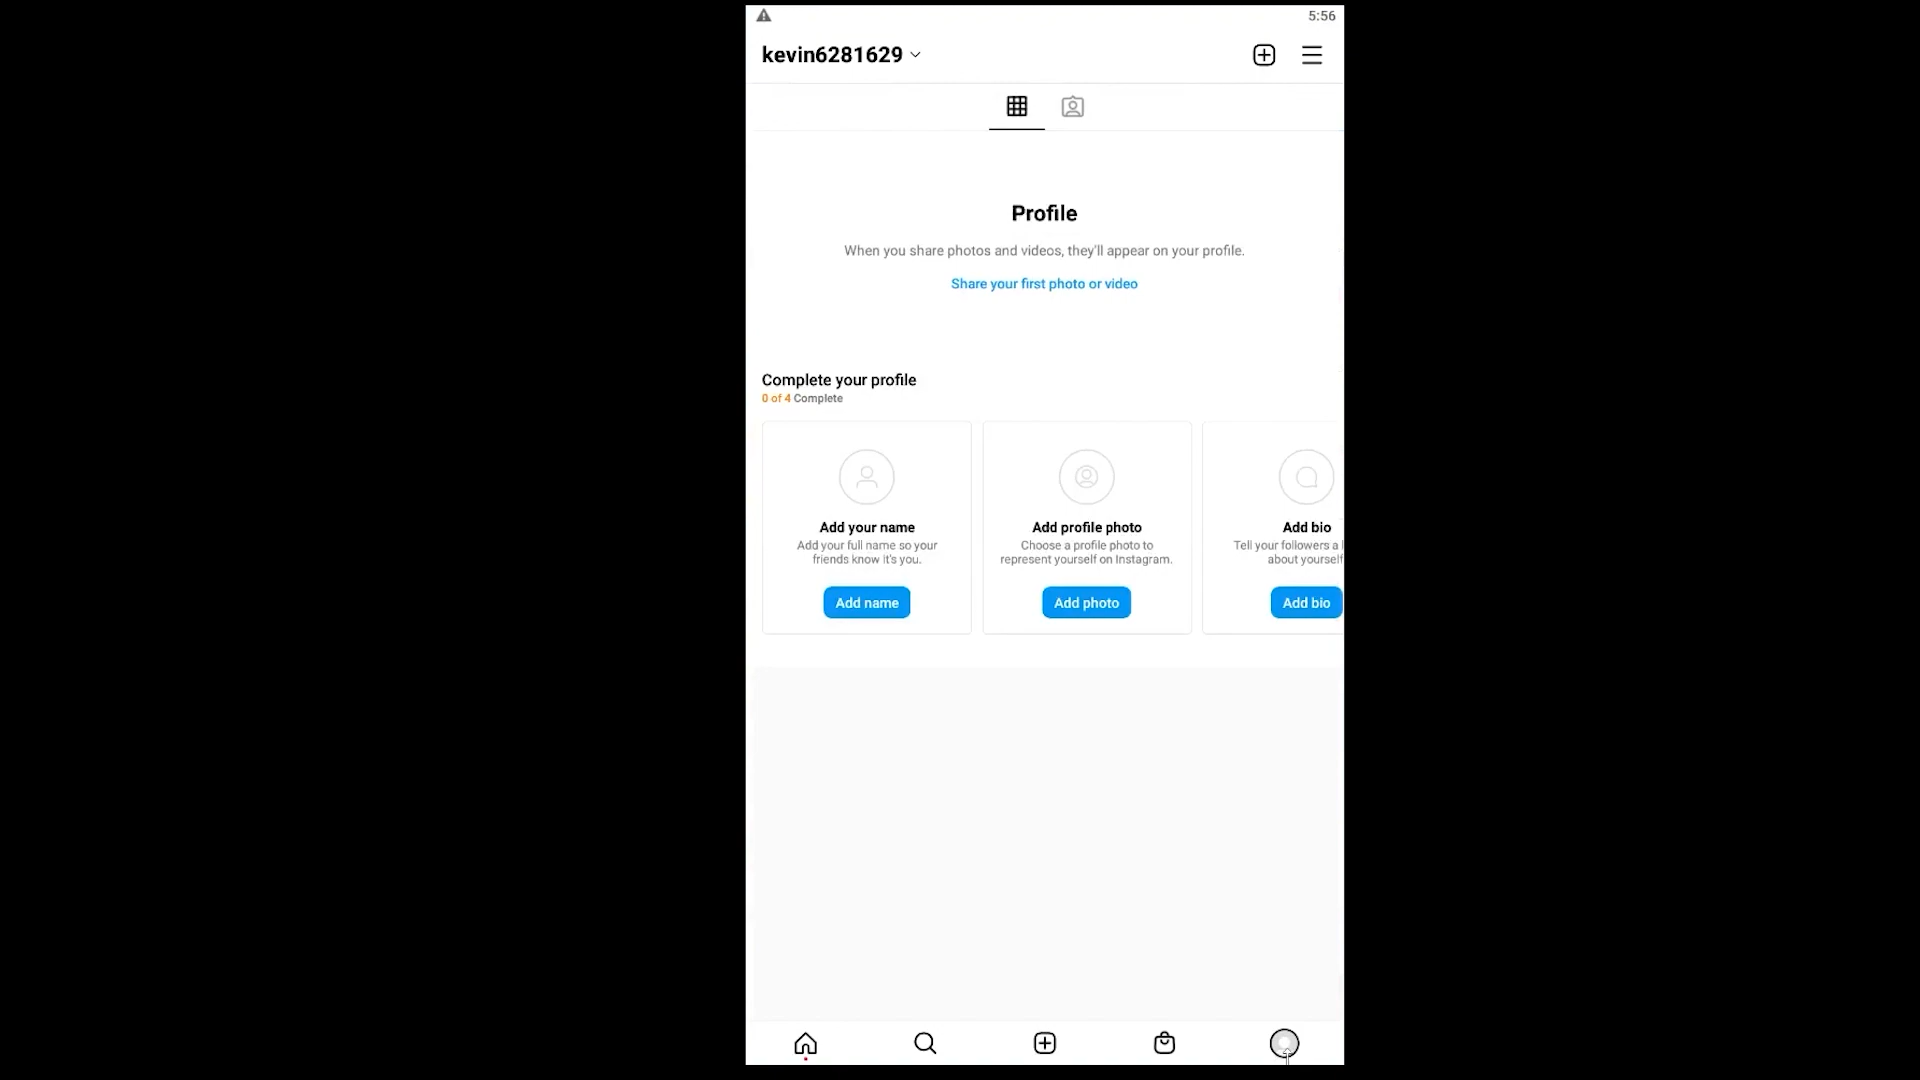 5:56
kevin6281629
Profile
When you share photos and videos, they'll appear on your profile.
Share your first photo or video
Complete your profile
0 of 4 Complete
Add your name
Add your full name so your
friends know it's you.
Add name
Add profile photo
Choose a profile photo to
represent yourself on Instagram.
Add photo
Add bio
Tell your followers a
about yourself
Add bio